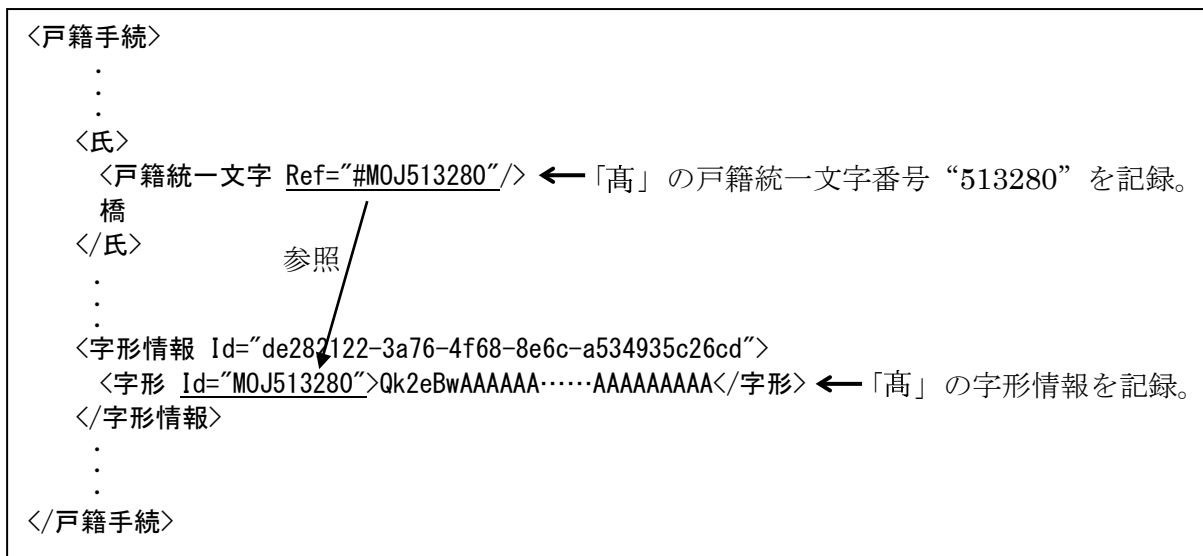 <戸籍手続>
.
.
.
<氏>
<戸籍統一文字 Ref="#MOJ513280"/> ←「髙」の戸籍統一文字番号“513280”を記録。
橋
</氏>
参照
.
.
.
<字形情報 Id="de282122-3a76-4f68-8e6c-a534935c26cd">
<字形 Id="MOJ513280">Qk2eBwAAAAAA……AAAAAAAAA</字形> ←「髙」の字形情報を記録。
</字形情報>
.
.
.
</戸籍手続>